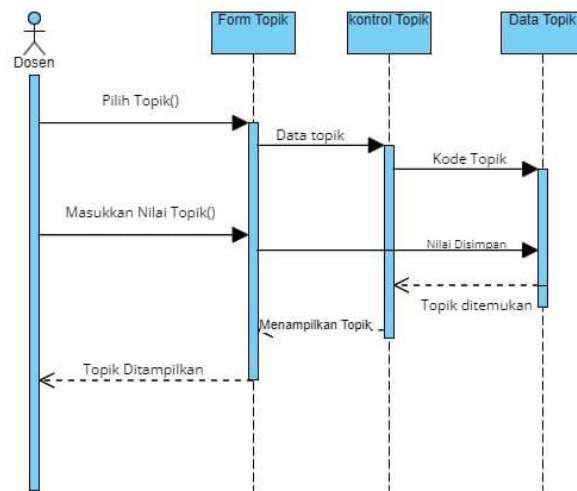 Form Topik
kontrol Topik
Data Topik
Dosen
Pilih Topik()
Data topik
Kode Topik
Masukkan Nilai Topik()
Nilai Disimpan
Topik ditemukan
Menampilkan Topik
Topik Ditampilkan